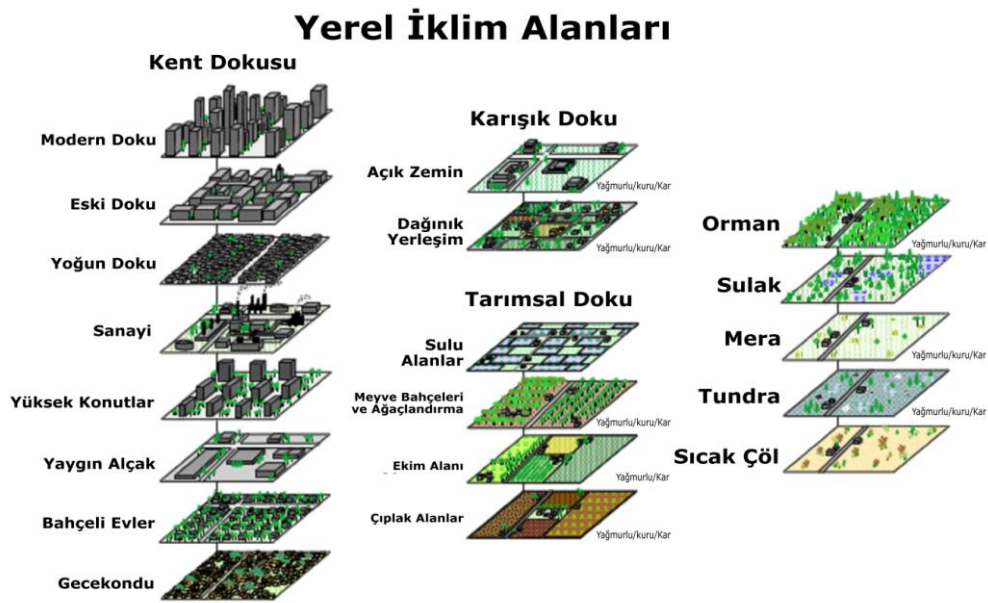 Yerel İklim Alanları
Kent Dokusu
Modern Doku
Eski Doku
Yoğun Doku
Sanayi
Yüksek Konutlar
Yaygın Alçak
Bahçeli Evler
Gecekondu
Karışık Doku
Açık Zemin
Yağmurlu/kuru/Kar
Dağınık
Yerleşim
Yağmurlu/kuru/Kar
Tarımsal Doku
Sulu
Alanlar
Meyve Bahçeleri
ve Ağaçlandırma
Yağmurlu/kuru/Kar
Ekim Alanı
Yağmur/Kar
Çıplak Alanlar
Yağmurlu/kuru/Kar
Orman
Yağmurlu/kuru/Kar
Sulak
Yağmurlu/kuru/Kar
Mera
Yağmurlu/kuru/Kar
Tundra
Yağmurlu/kuru/Kar
Sıcak Çöl